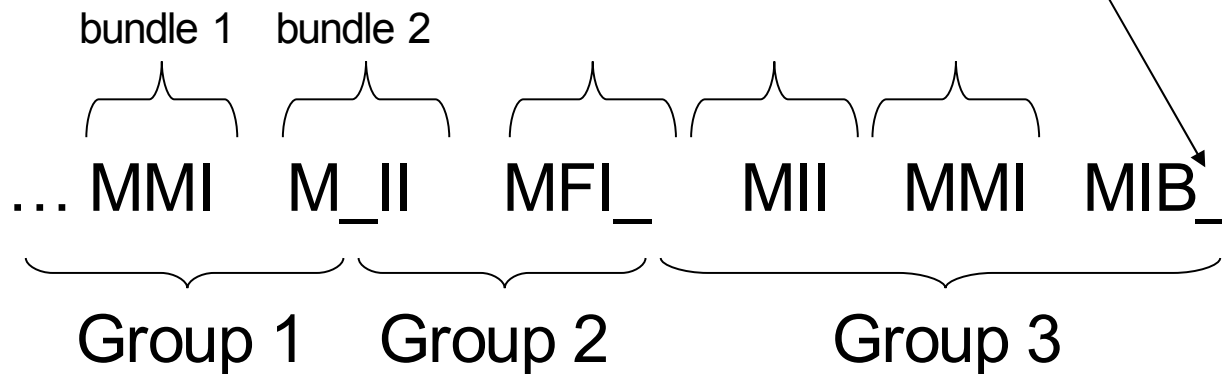 bundle 1 bundle 2
... MMI M_II MFI_ MII MMI MIB_
Group 1 Group 2 Group 3